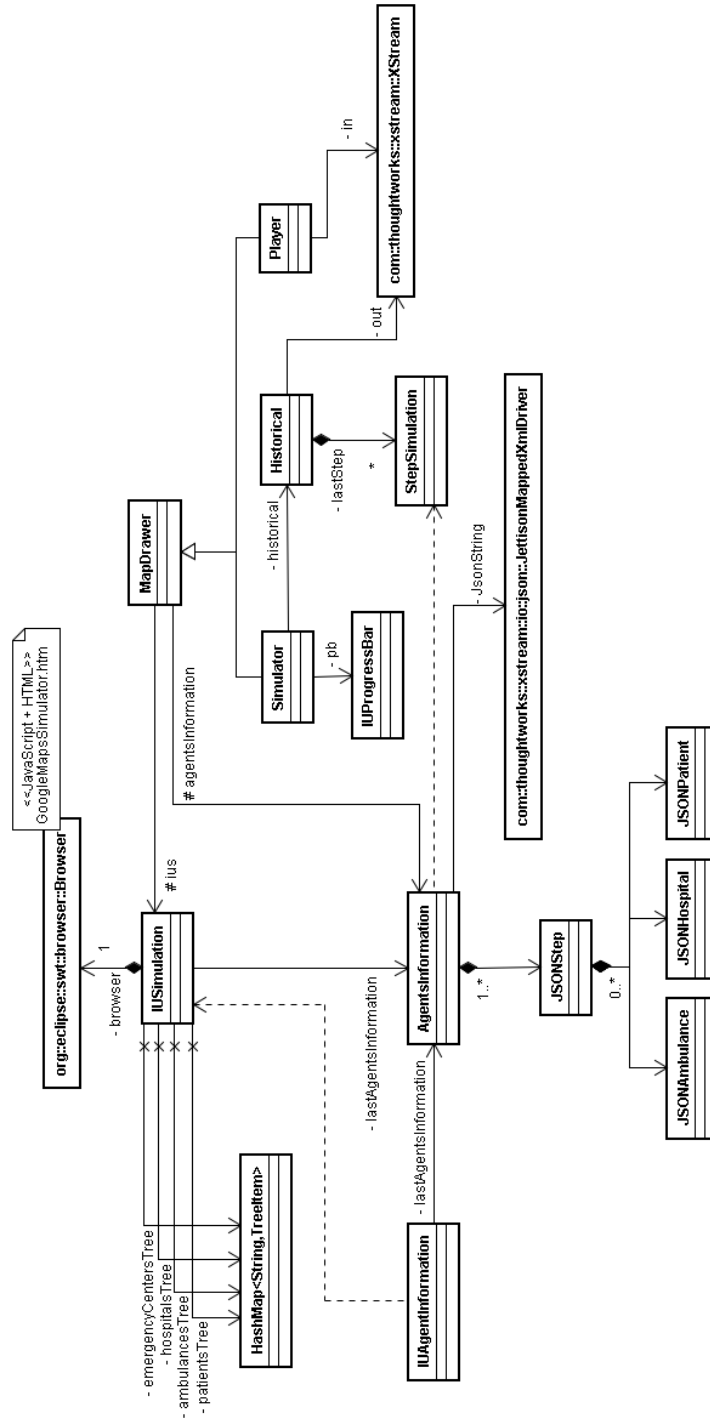 <<JavaScript + HTML>>
GoogleMapsSimulator.htm
org::eclipse::swt::browser::Browser
- browser
1
IUSimulation
# ius
MapDrawer
# agentsInformation
- emergencyCentersTree
- hospitalsTree
- ambulancesTree
- patientsTree
HashMap<String,TreeItem>
Simulator
- historical
Historical
Player
- pb
IUProgressBar
- lastStep
*
StepSimulation
- out
- in
com::thoughtworks::xstream::XStream
- lastAgentsInformation
- lastAgentsInformation
IUAgentInformation
AgentsInformation
- JsonString
1..*
com::thoughtworks::xstream::io::json::JettisonMappedXmlDriver
JSONStep
0..*
JSONAmbulance
JSONHospital
JSONPatient